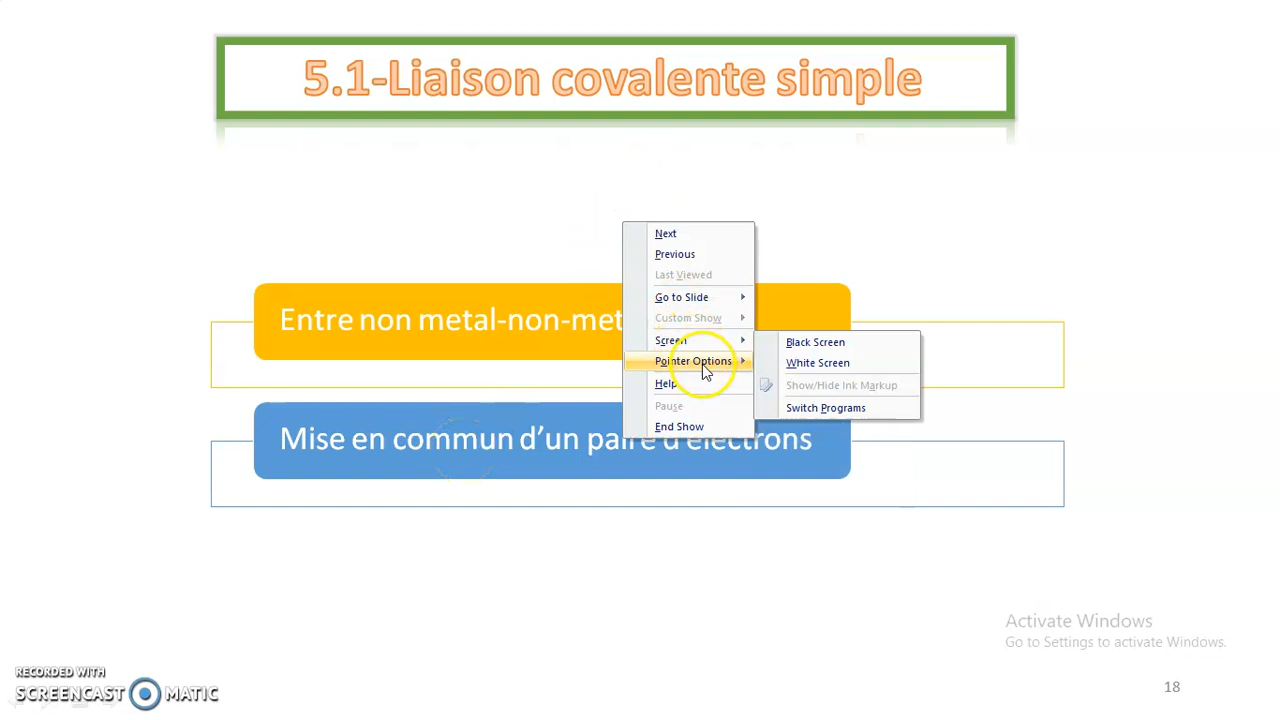 5.1-Liaison covalente simple
Next
Previous
Last Viewed
Go to Slide
Entre non metal-non-met
Custom Show
Screen
Black Screen
Pointer Options
White Screen
Help
Show/Hide Ink Markup
Pause
Switch Programs
End Show
Mise en commun d'un paire d'électrons
Activate Windows
Go to Settings to activate Windows.
RECORDED WITH
SCREENCAST MATIC
18